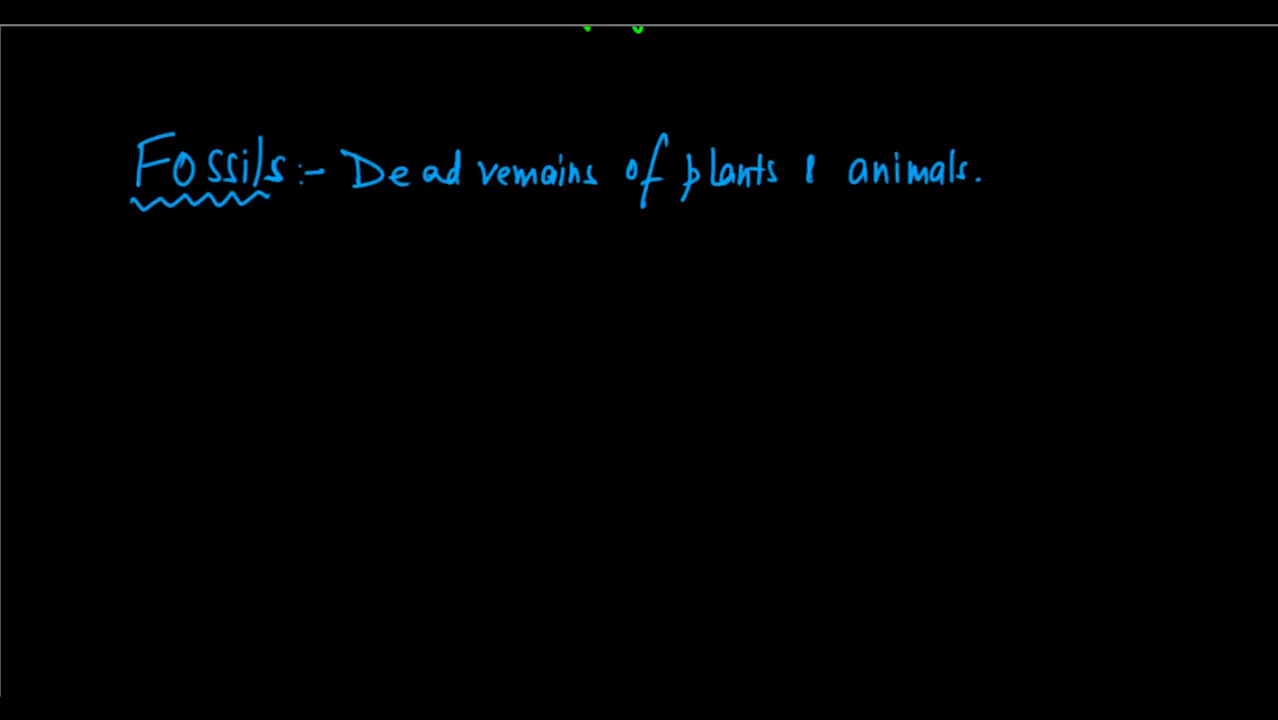 Fossils :- Dead remains of plants & animals.